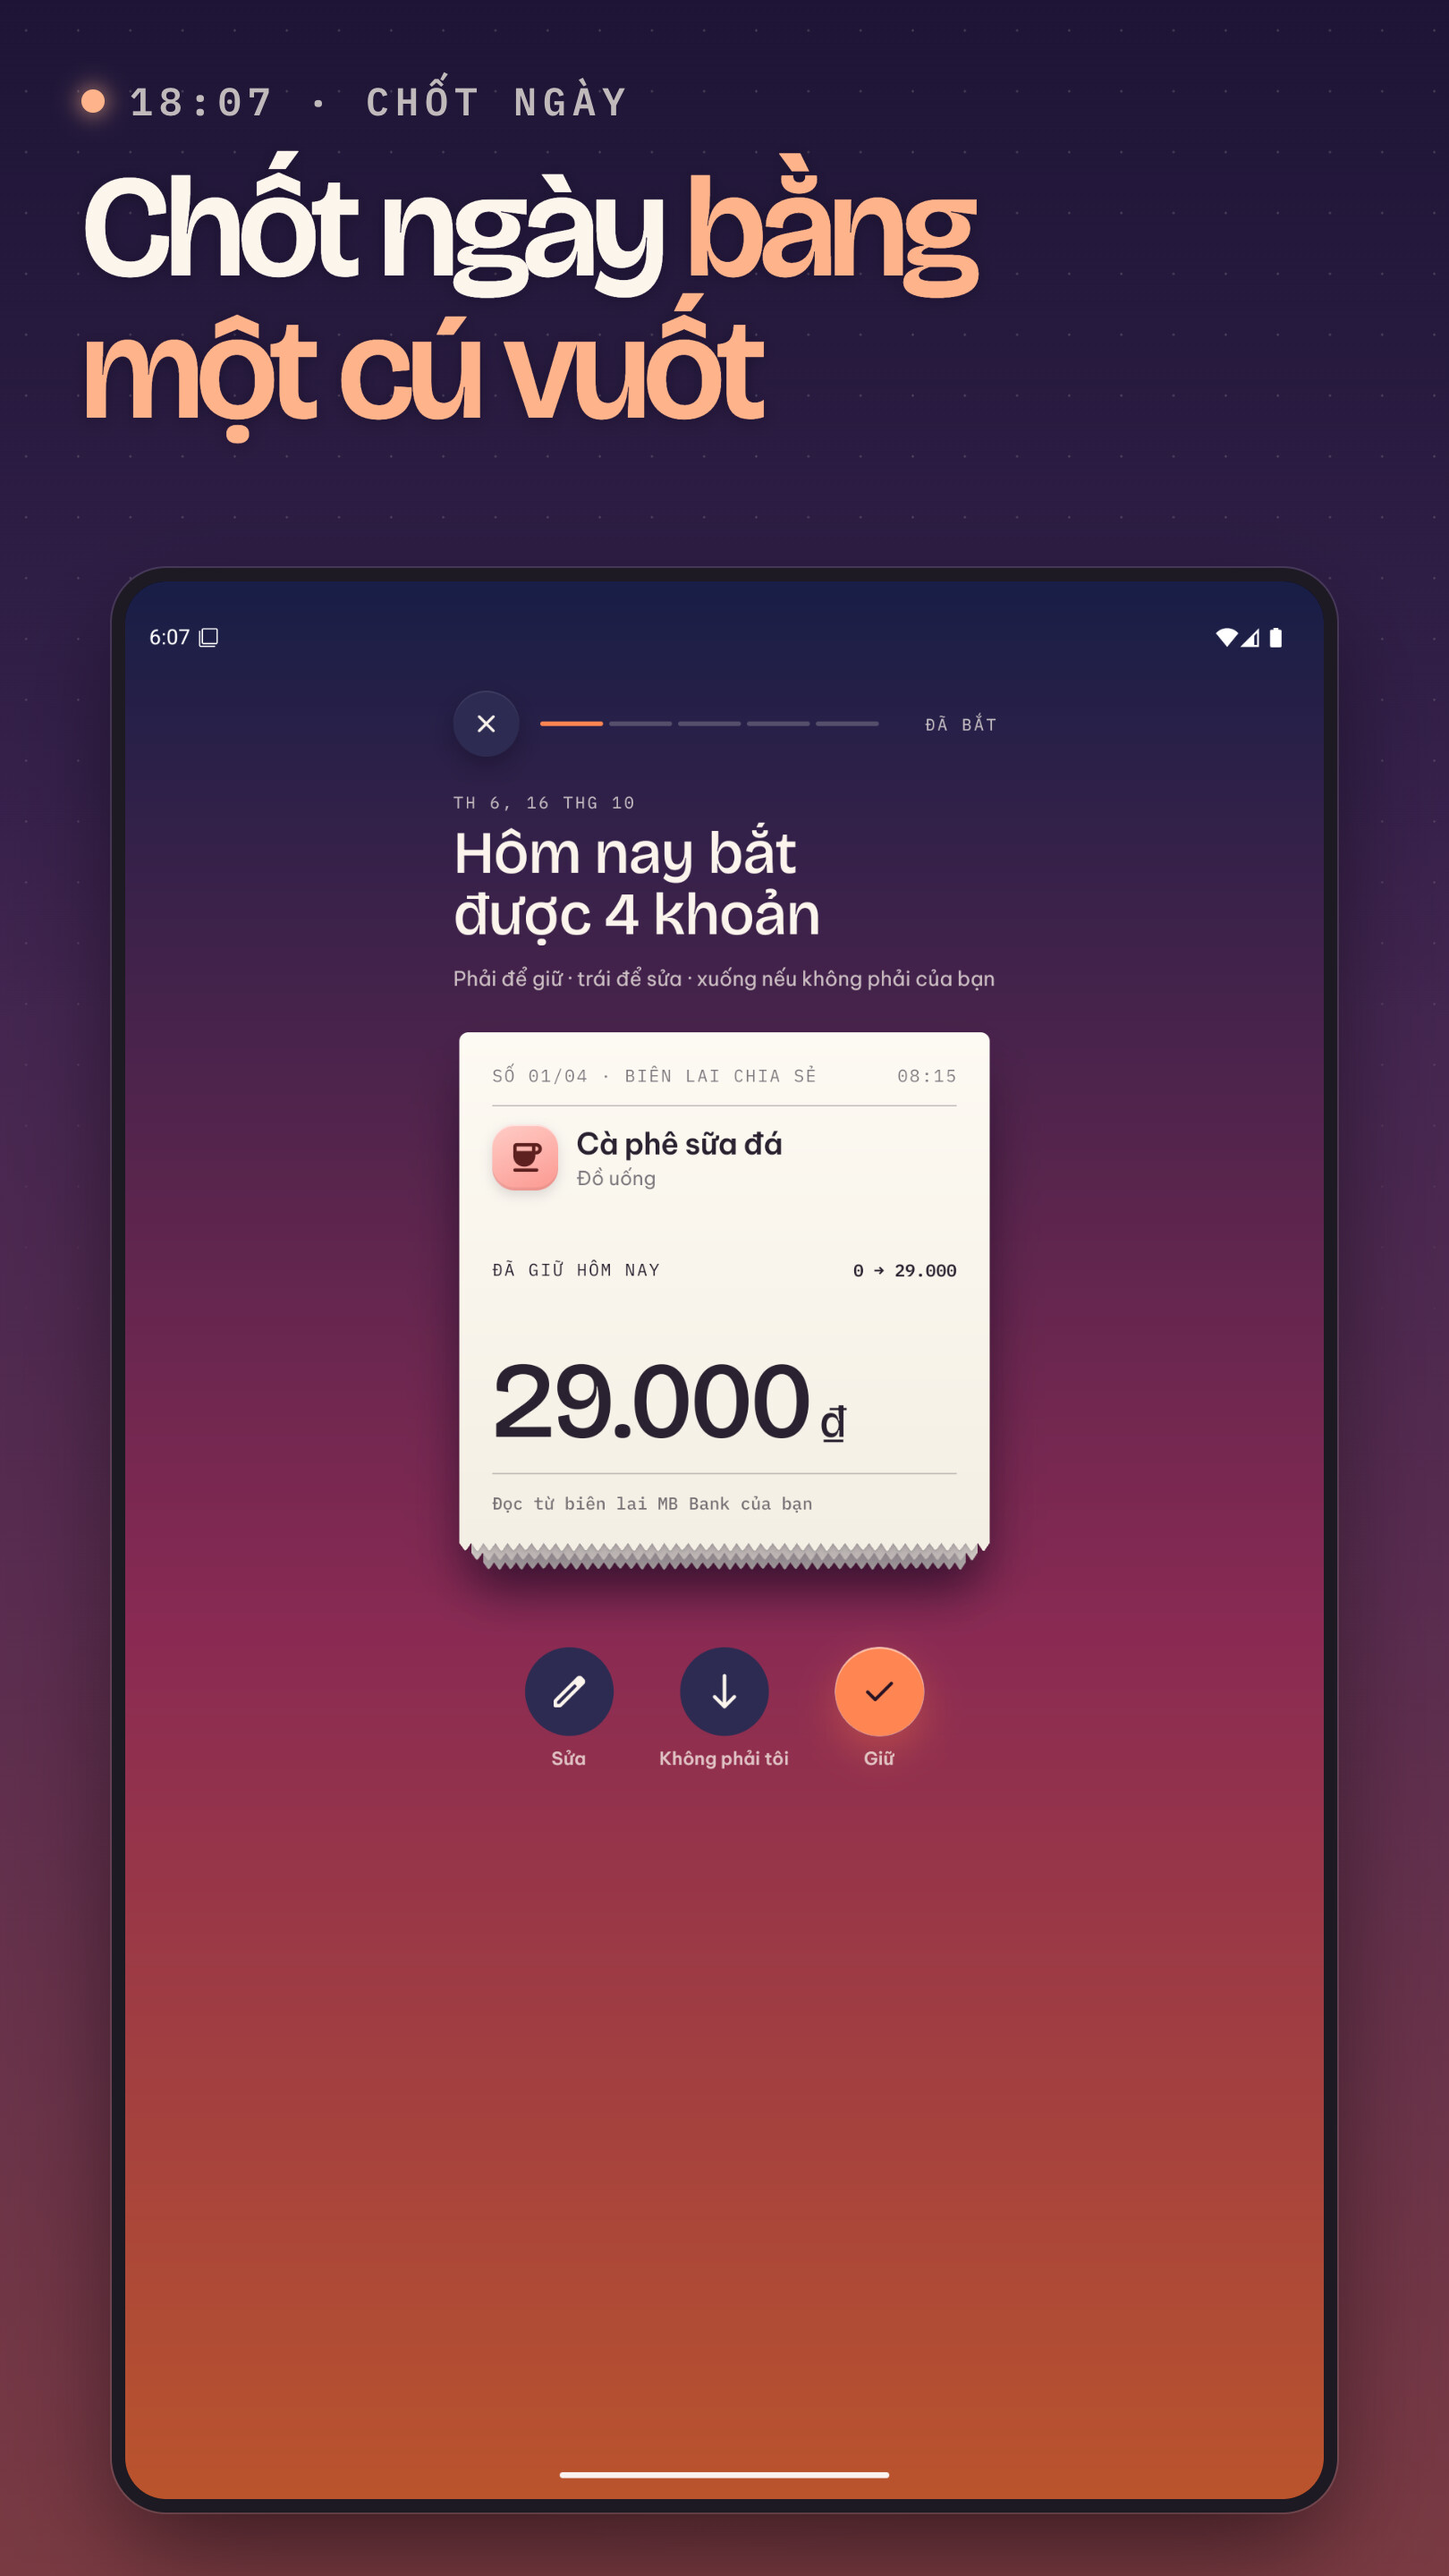 18:07 · CHỐT NGÀY
Chốt ngày bằng
một cú vuốt
6:07
ĐÃ BẮT
TH 6, 16 THG 10
Hôm nay bắt
được 4 khoản
Phải để giữ · trái để sửa · xuống nếu không phải của bạn
SỐ 01/04 · BIÊN LAI CHIA SẺ 08:15
Cà phê sữa đá
Đồ uống
ĐÃ GIỮ HÔM NAY 0 → 29.000
29.000 ₫
Đọc từ biên lai MB Bank của bạn
Sửa Không phải tôi Giữ